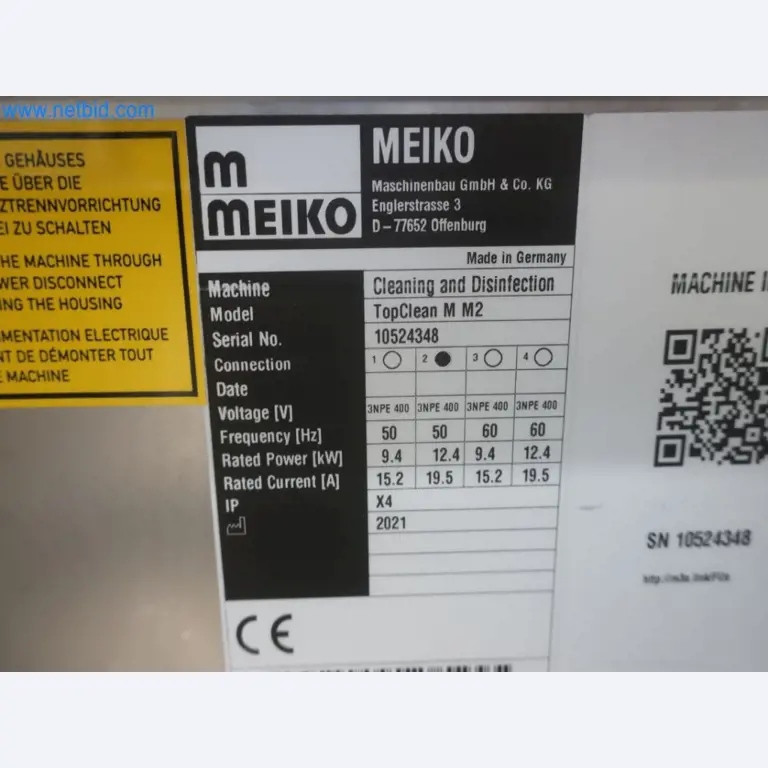 www.netbid.com
GEHÄUSES
E ÜBER DIE
ZTRENNVORRICHTUNG
EI ZU SCHALTEN
HE MACHINE THROUGH
WER DISCONNECT
ING THE HOUSING
IMENTATION ELECTRIQUE
NT DE DÉMONTER TOUT
E MACHINE
m
MEIKO
MEIKO
Maschinenbau GmbH & Co. KG
Englerstrasse 3
D-77652 Offenburg
Made in Germany
Machine Cleaning and Disinfection
Model TopClean M M2
Serial No. 10524348
Connection 1 2 3 4
Date
Voltage [V] 3NPE 400 3NPE 400 3NPE 400 3NPE 400
Frequency [Hz] 50 50 60 60
Rated Power [kW] 9.4 12.4 9.4 12.4
Rated Current [A] 15.2 19.5 15.2 19.5
IP X4
2021
CE
MACHINE I
SN 10524348